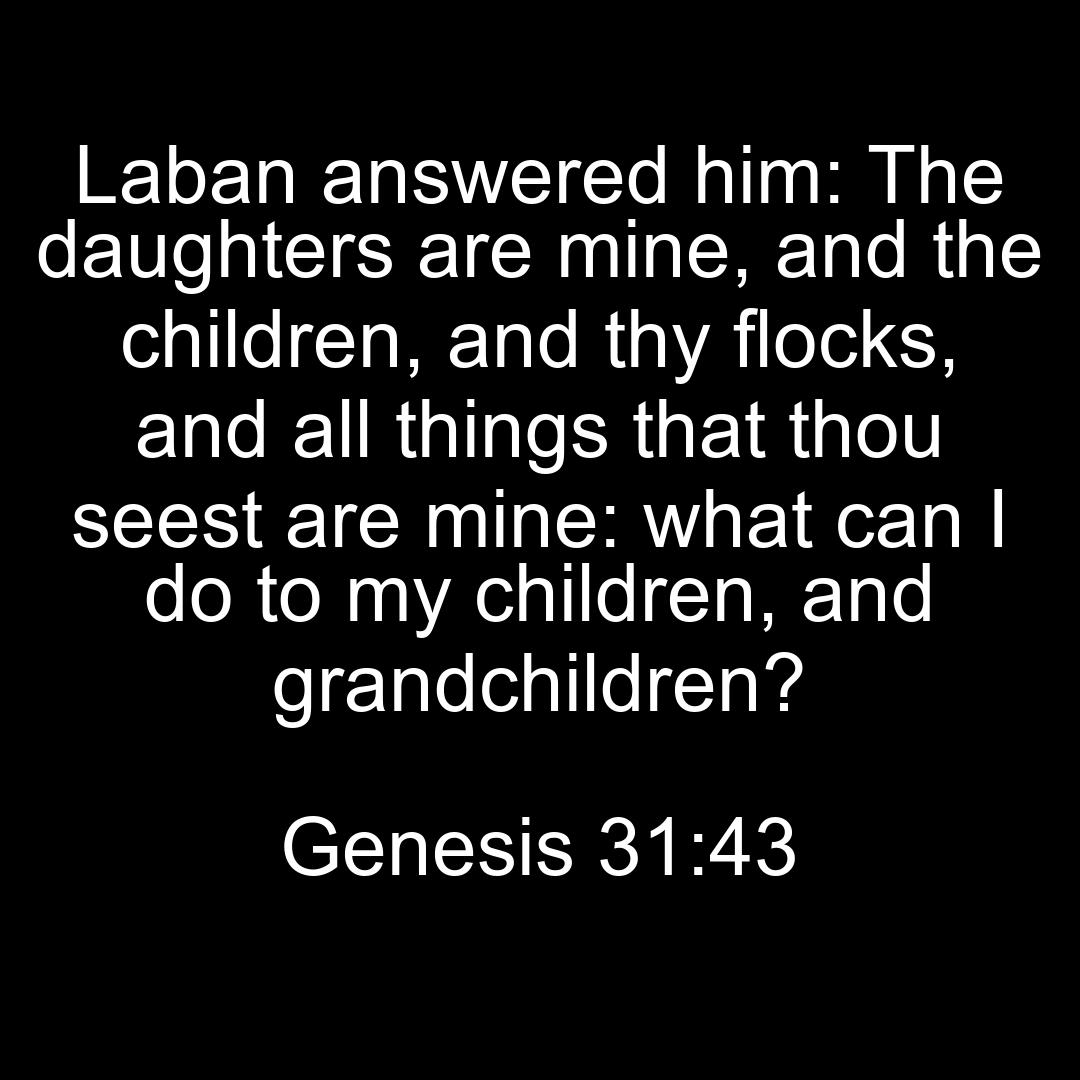 Laban answered him: The
daughters are mine, and the
children, and thy flocks,
and all things that thou
seest are mine: what can I
do to my children, and
grandchildren?
Genesis 31:43